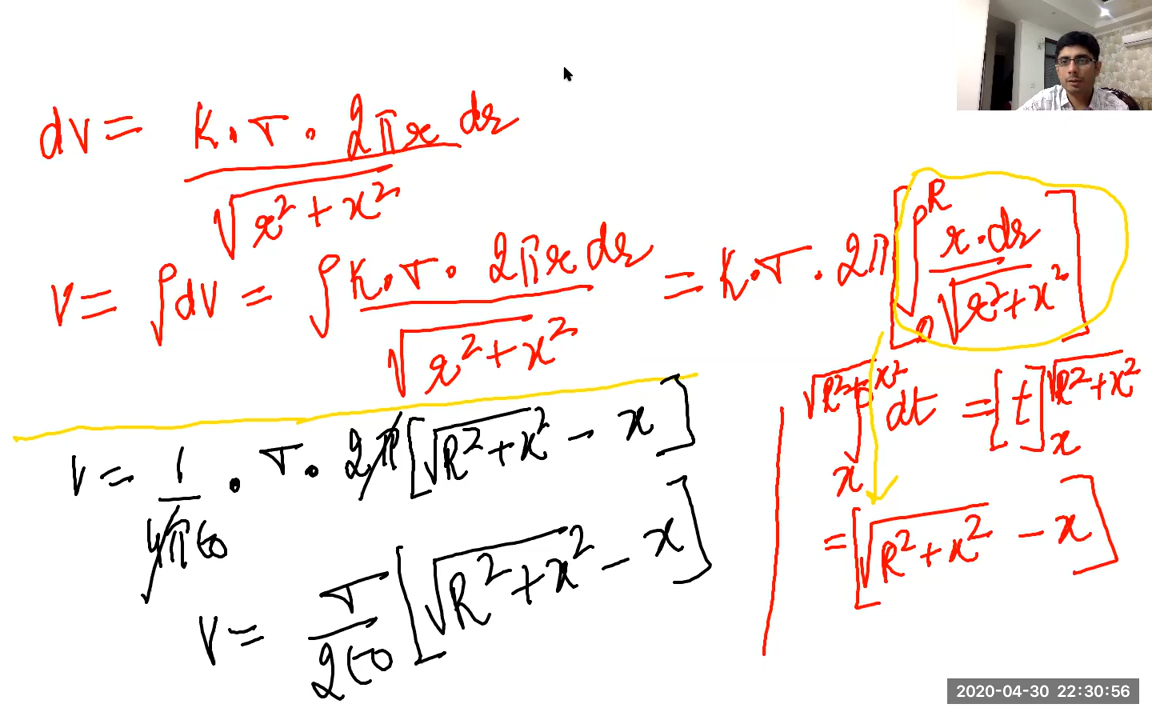 dV = K.σ.2πr dr / √(r² + x²)
V = ∫dV = ∫ K.σ.2πr dr / √(r² + x²) = K.σ.2π [∫₀ᴿ r.dr / √(r² + x²)]
∫ₓ^√(R²+x²) dt = [t]ₓ^√(R²+x²)
= [√(R² + x²) − x]
V = 1/4πε₀ . σ. 2π [√(R² + x²) − x]
V = σ/2ε₀ [√(R² + x²) − x]
2020-04-30 22:30:56